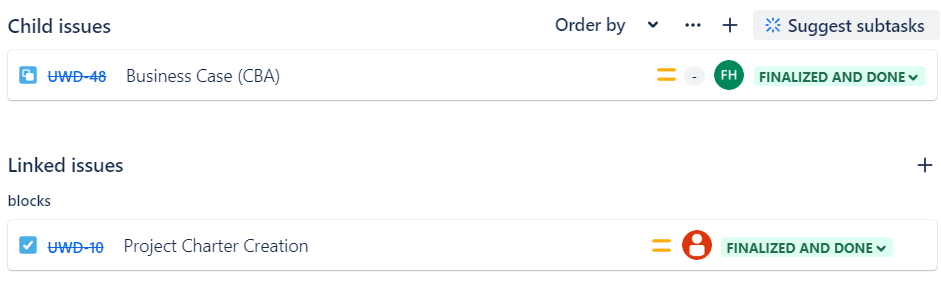 Child issues
Order by ••• + Suggest subtasks
UWD-48 Business Case (CBA) - FH FINALIZED AND DONE
Linked issues +
blocks
UWD-10 Project Charter Creation FINALIZED AND DONE